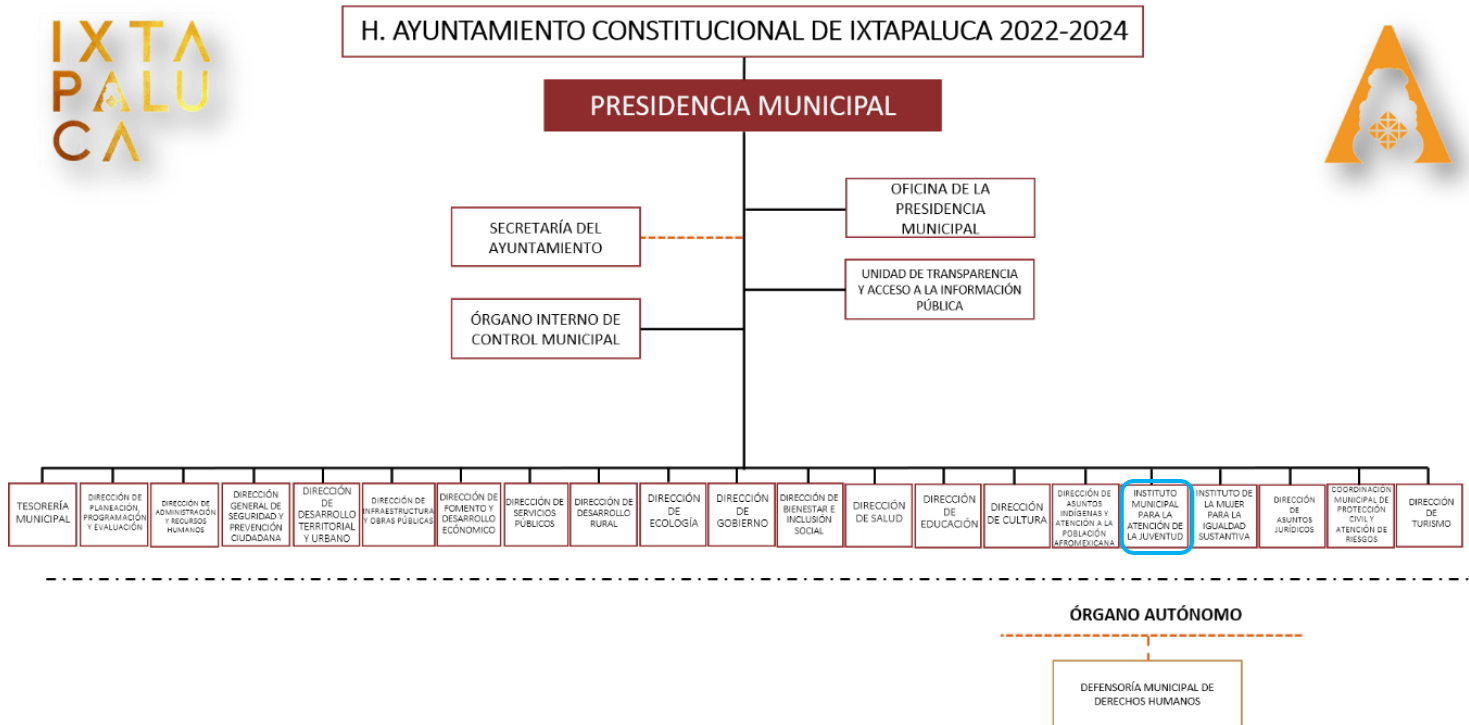 IXTA
PALU
CA
H. AYUNTAMIENTO CONSTITUCIONAL DE IXTAPALUCA 2022-2024
PRESIDENCIA MUNICIPAL
OFICINA DE LA
PRESIDENCIA
MUNICIPAL
SECRETARÍA DEL
AYUNTAMIENTO
UNIDAD DE TRANSPARENCIA
Y ACCESO A LA INFORMACIÓN
PÚBLICA
ÓRGANO INTERNO DE
CONTROL MUNICIPAL
TESORERÍA
MUNICIPAL
DIRECCIÓN DE
PLANEACIÓN,
PROGRAMACIÓN
Y EVALUACIÓN
DIRECCIÓN DE
ADMINISTRACIÓN
Y RECURSOS
HUMANOS
DIRECCIÓN
GENERAL DE
SEGURIDAD Y
PREVENCIÓN
CIUDADANA
DIRECCIÓN
DE
DESARROLLO
TERRITORIAL
Y URBANO
DIRECCIÓN DE
INFRAESTRUCTURA
Y OBRAS PÚBLICAS
DIRECCIÓN DE
FOMENTO Y
DESARROLLO
ECÓNOMICO
DIRECCIÓN DE
SERVICIOS
PÚBLICOS
DIRECCIÓN DE
DESARROLLO
RURAL
DIRECCIÓN
DE
ECOLOGÍA
DIRECCIÓN
DE
GOBIERNO
DIRECCIÓN DE
BIENESTAR E
INCLUSIÓN
SOCIAL
DIRECCIÓN
DE SALUD
DIRECCIÓN
DE
EDUCACIÓN
DIRECCIÓN
DE CULTURA
DIRECCIÓN DE
ASUNTOS
INDÍGENAS Y
ATENCIÓN A LA
POBLACIÓN
AFROMEXICANA
INSTITUTO
MUNICIPAL
PARA LA
ATENCIÓN DE
LA JUVENTUD
INSTITUTO DE
LA MUJER
PARA LA
IGUALDAD
SUSTANTIVA
DIRECCIÓN
DE
ASUNTOS
JURÍDICOS
COORDINACIÓN
MUNICIPAL DE
PROTECCIÓN
CIVIL Y
ATENCIÓN DE
RIESGOS
DIRECCIÓN
DE
TURISMO
ÓRGANO AUTÓNOMO
DEFENSORÍA MUNICIPAL DE
DERECHOS HUMANOS